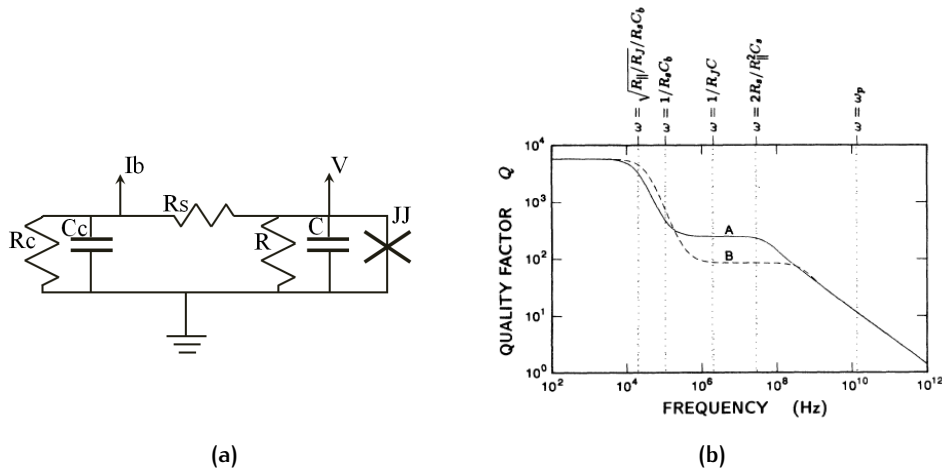 Ib
V
Rs
Rc
Cc
R
C
JJ
(a)
(b)
ω = √R∥/RJ/RsCb
ω = 1/RsCb
ω = 1/RJC
ω = 2Rs/R∥²Cs
ω = ωp
QUALITY FACTOR Q
10⁴
10³
10²
10¹
10⁰
A
B
10² 10⁴ 10⁶ 10⁸ 10¹⁰ 10¹²
FREQUENCY (Hz)
(a)
(b)